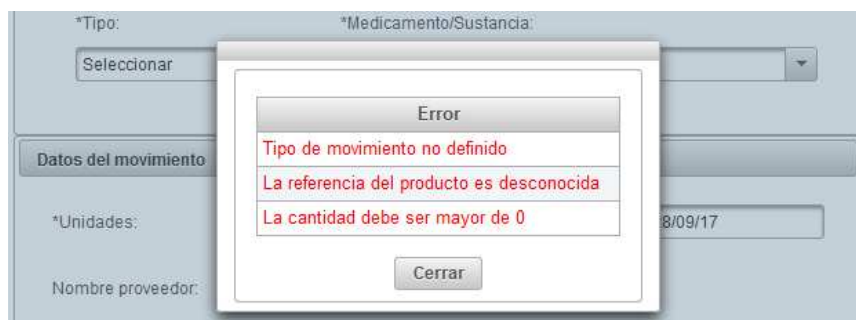 *Tipo:
*Medicamento/Sustancia:
Seleccionar
Error
Tipo de movimiento no definido
La referencia del producto es desconocida
La cantidad debe ser mayor de 0
Cerrar
Datos del movimiento
*Unidades:
8/09/17
Nombre proveedor: